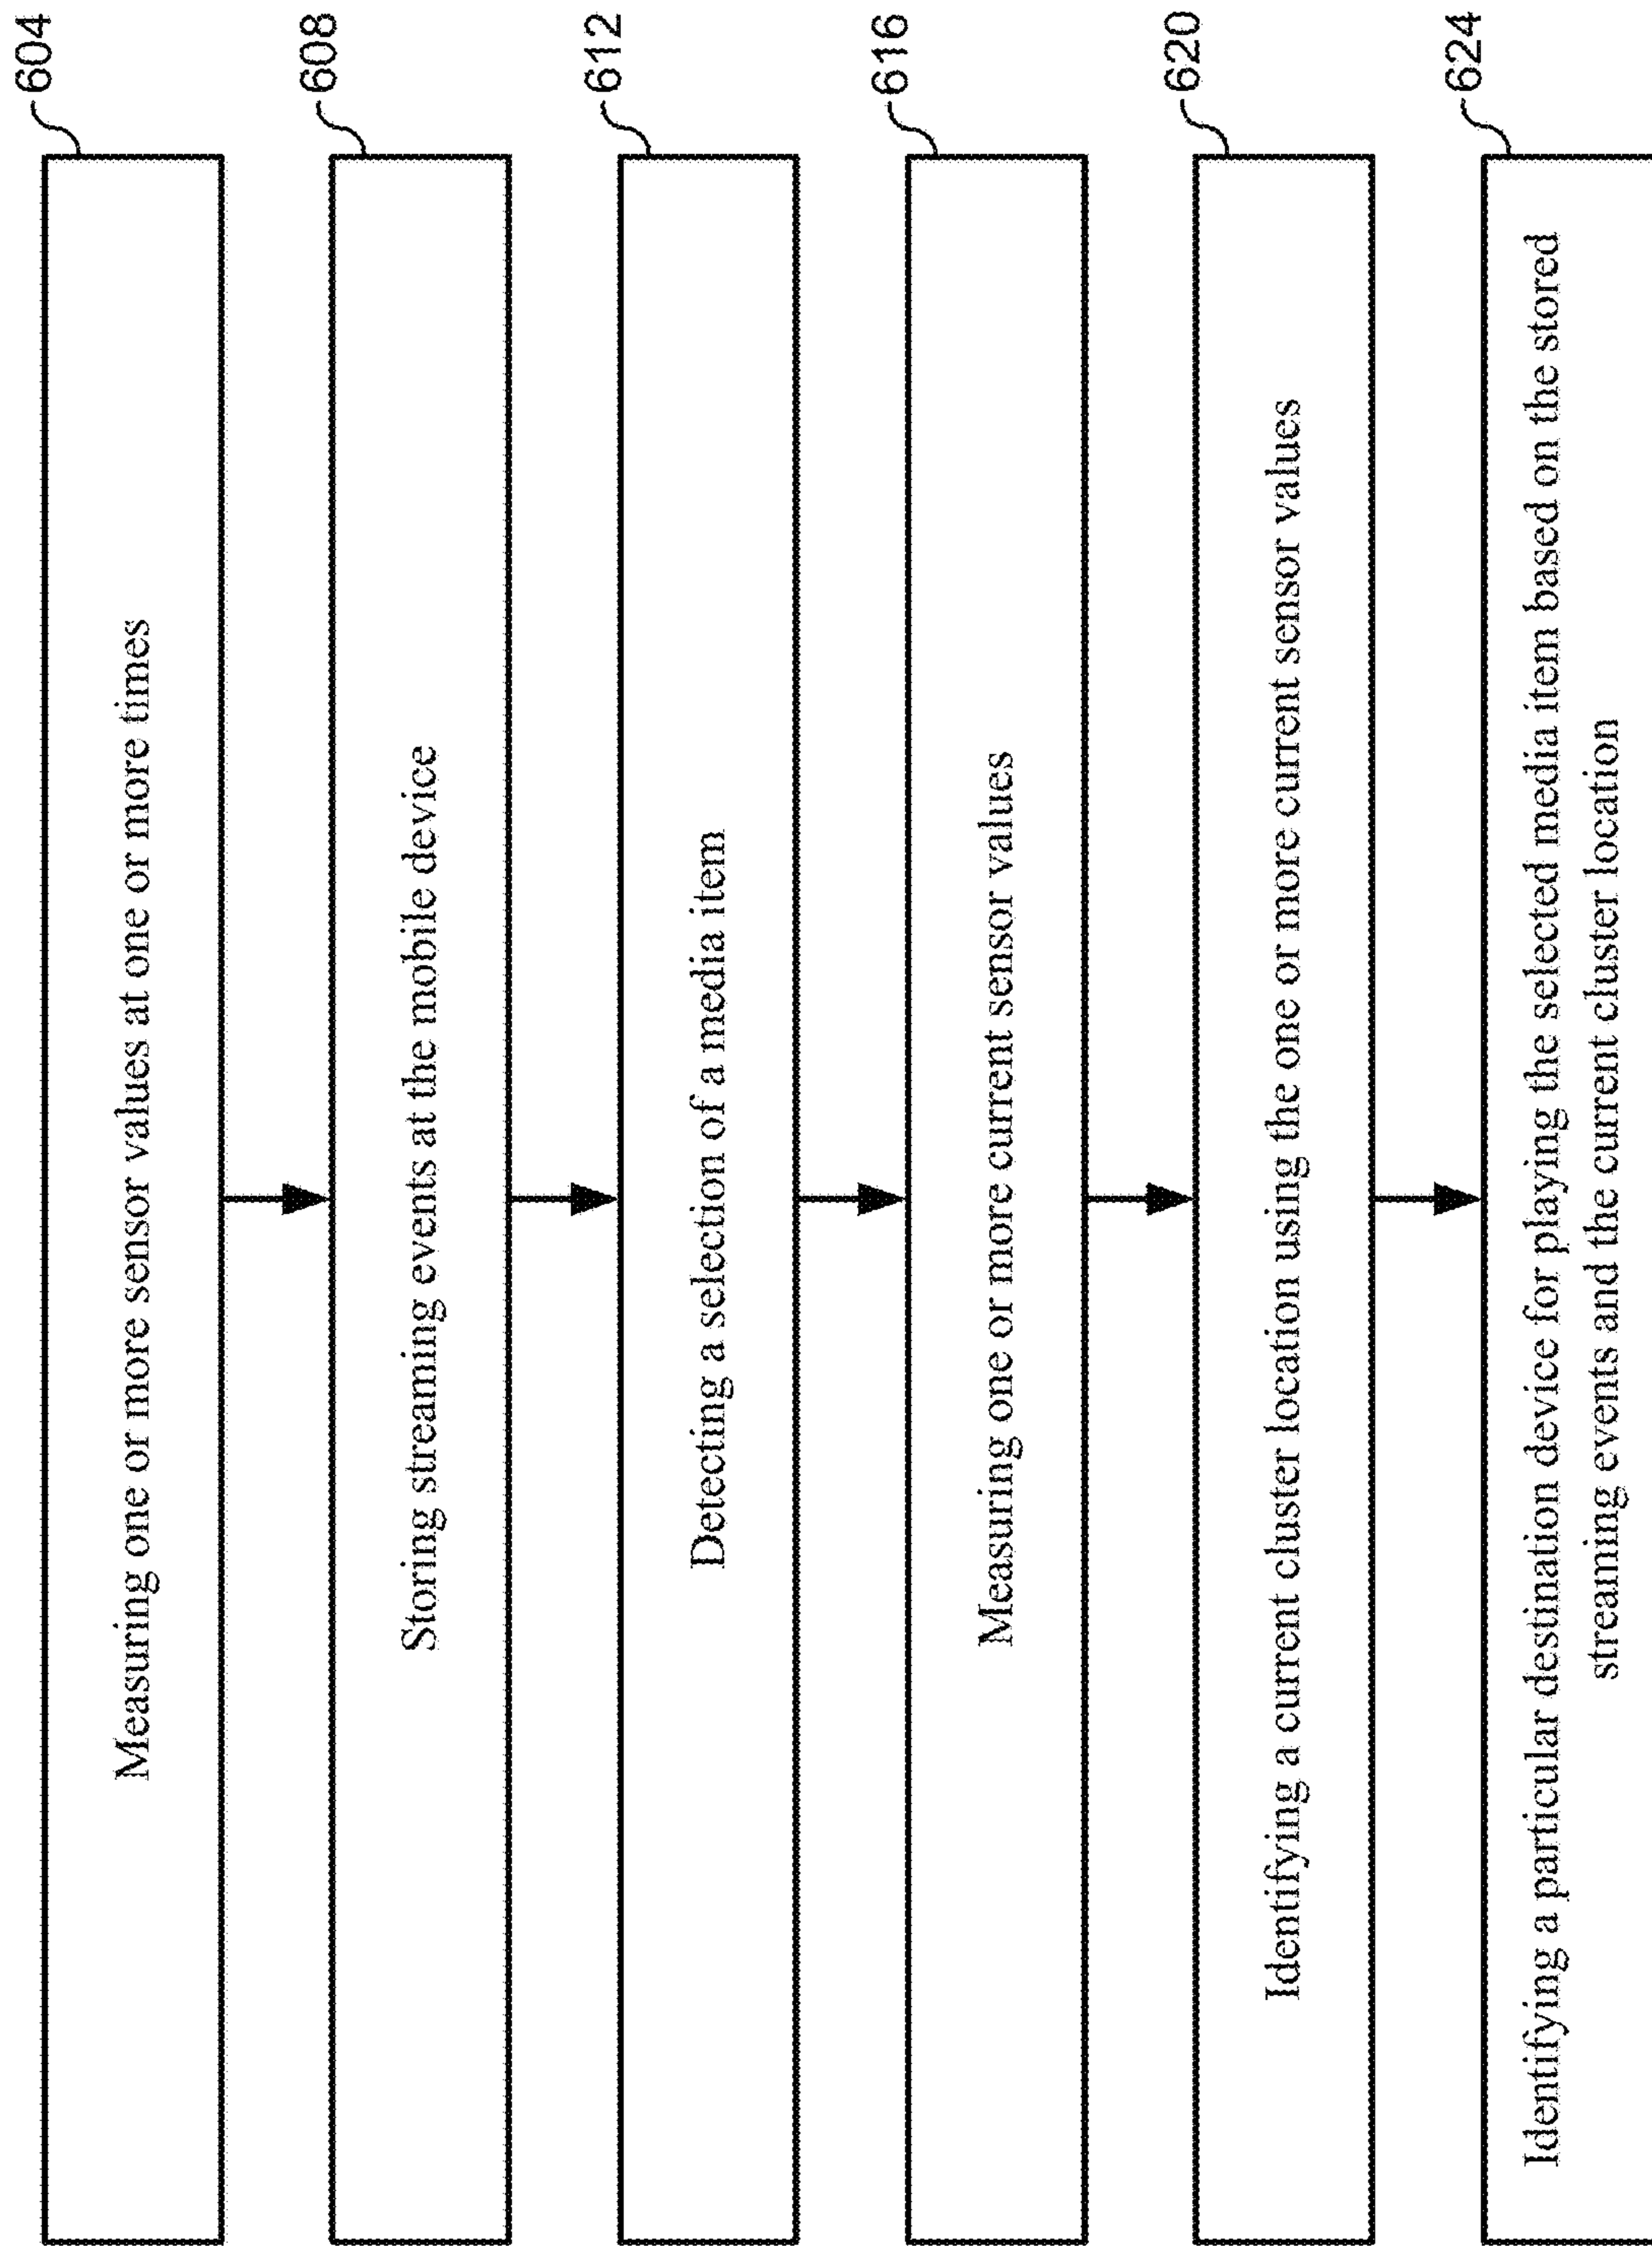 604
Measuring one or more sensor values at one or more times
608
Storing streaming events at the mobile device
612
Detecting a selection of a media item
616
Measuring one or more current sensor values
620
Identifying a current cluster location using the one or more current sensor values
624
Identifying a particular destination device for playing the selected media item based on the stored
streaming events and the current cluster location